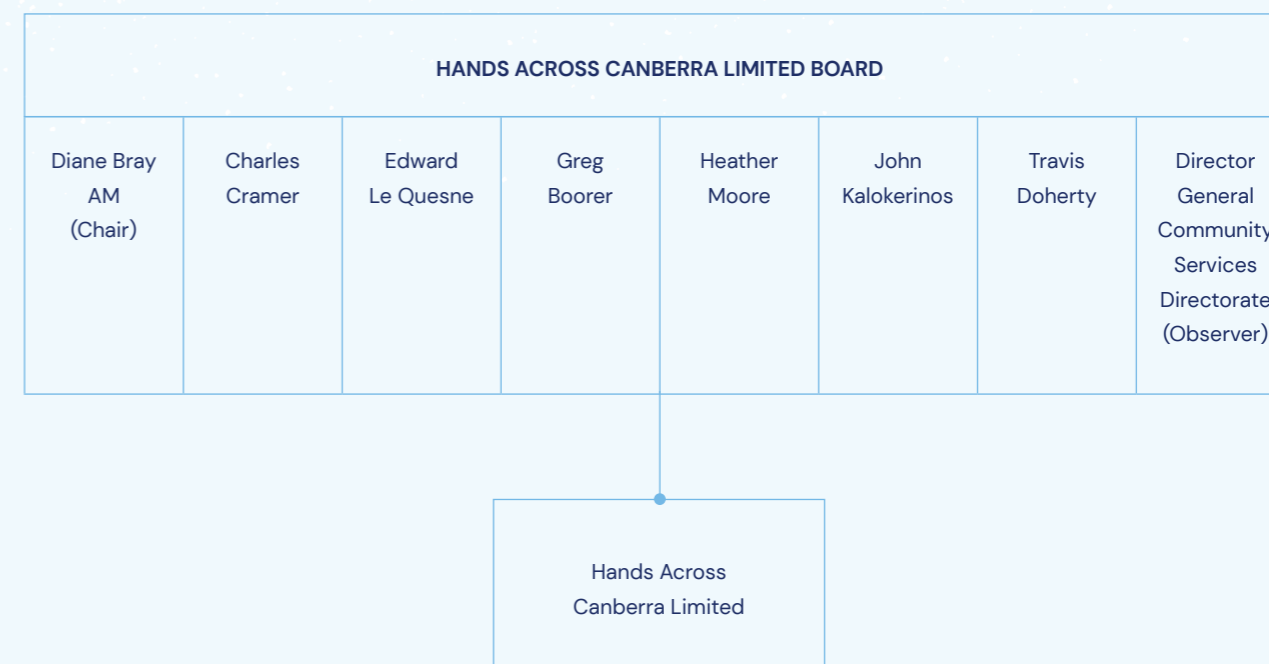 HANDS ACROSS CANBERRA LIMITED BOARD
Diane Bray
AM
(Chair)
Charles
Cramer
Edward
Le Quesne
Greg
Boorer
Heather
Moore
John
Kalokerinos
Travis
Doherty
Director
General
Community
Services
Directorate
(Observer)
Hands Across
Canberra Limited